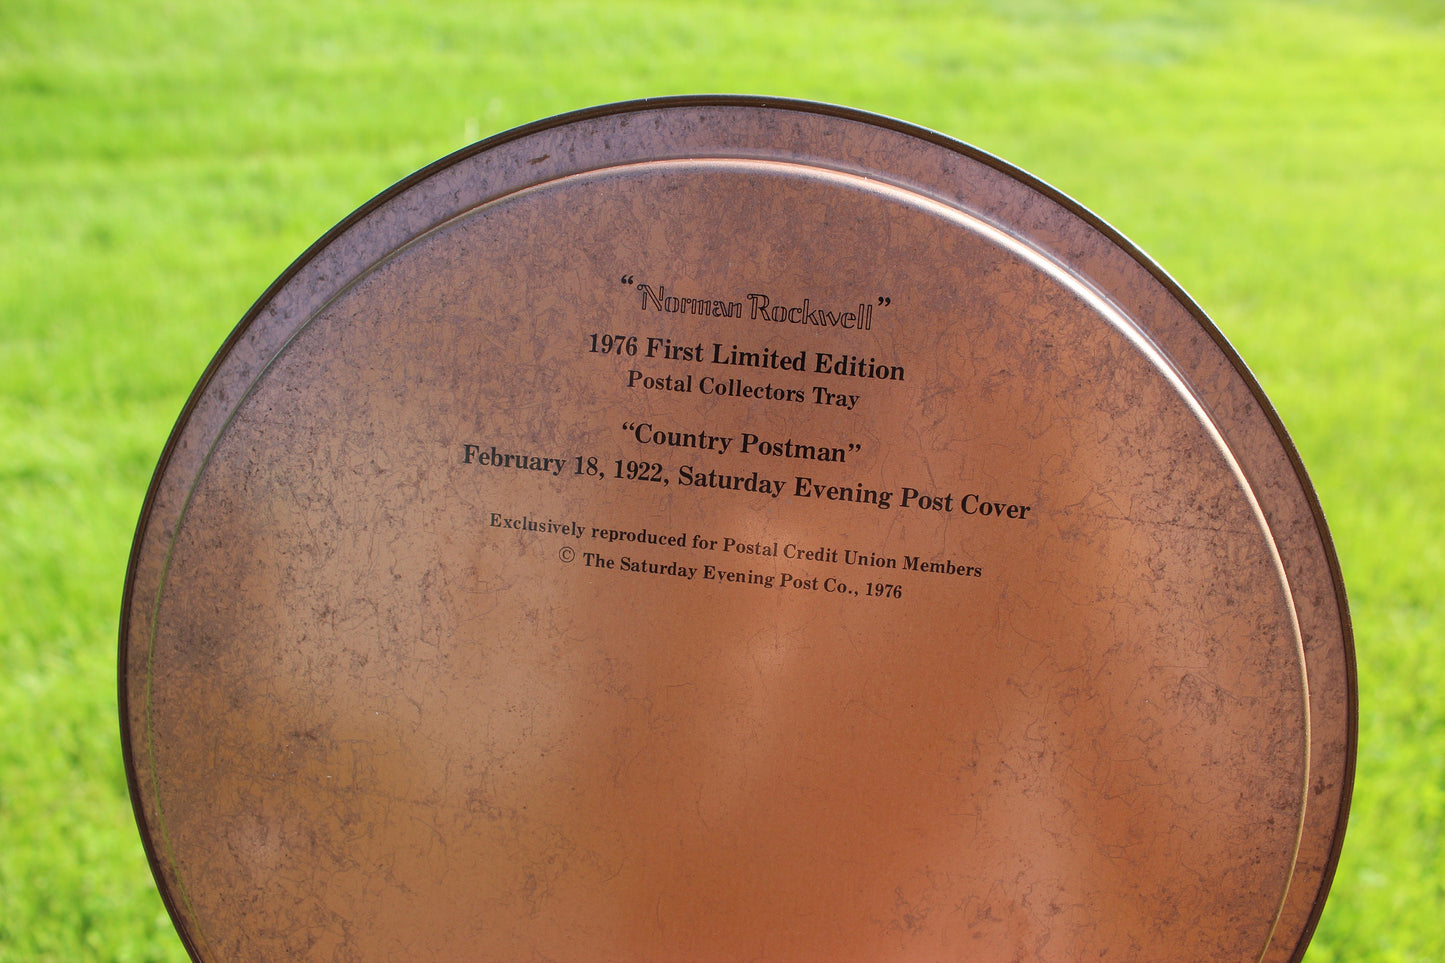 “Norman Rockwell”
1976 First Limited Edition
Postal Collectors Tray
“Country Postman”
February 18, 1922, Saturday Evening Post Cover
Exclusively reproduced for Postal Credit Union Members
© The Saturday Evening Post Co., 1976